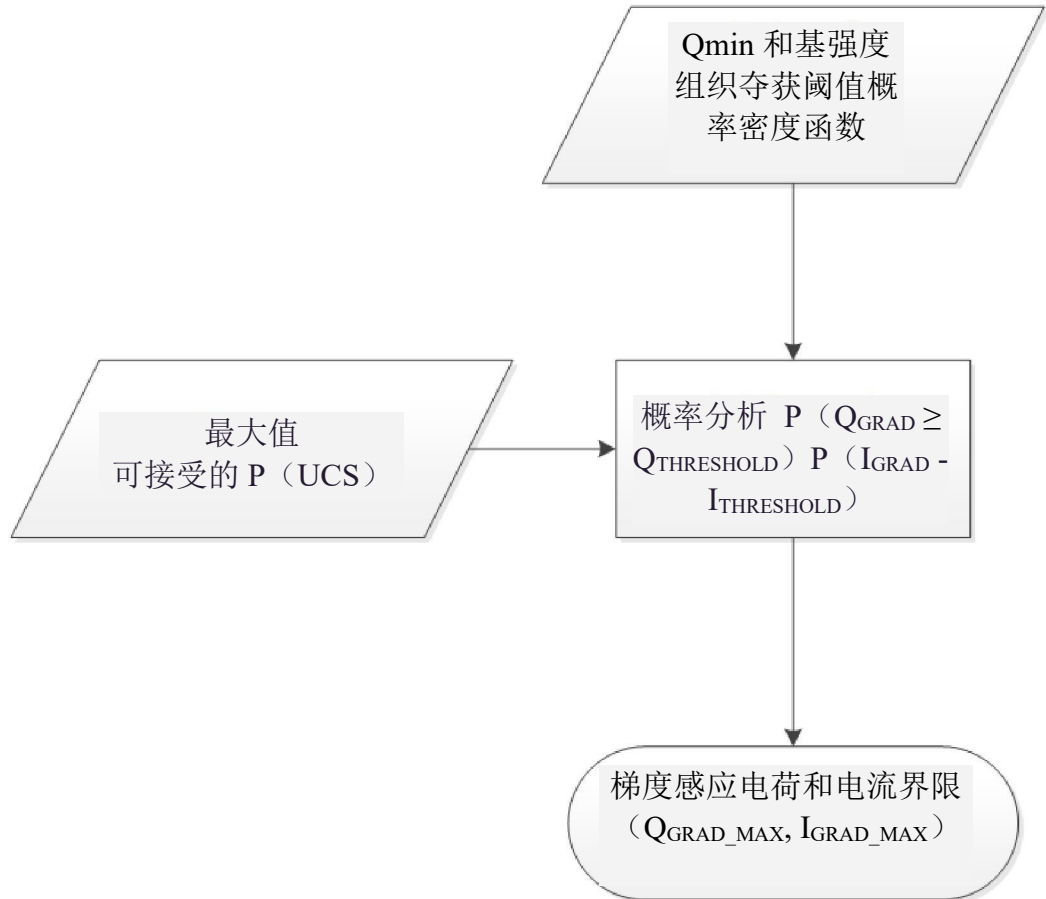 Qmin 和基强度
组织夺获阈值概
率密度函数
最大值
可接受的 P（UCS）
概率分析 P（QGRAD ≥
QTHRESHOLD）P（IGRAD -
ITHRESHOLD）
梯度感应电荷和电流界限
（QGRAD_MAX, IGRAD_MAX）